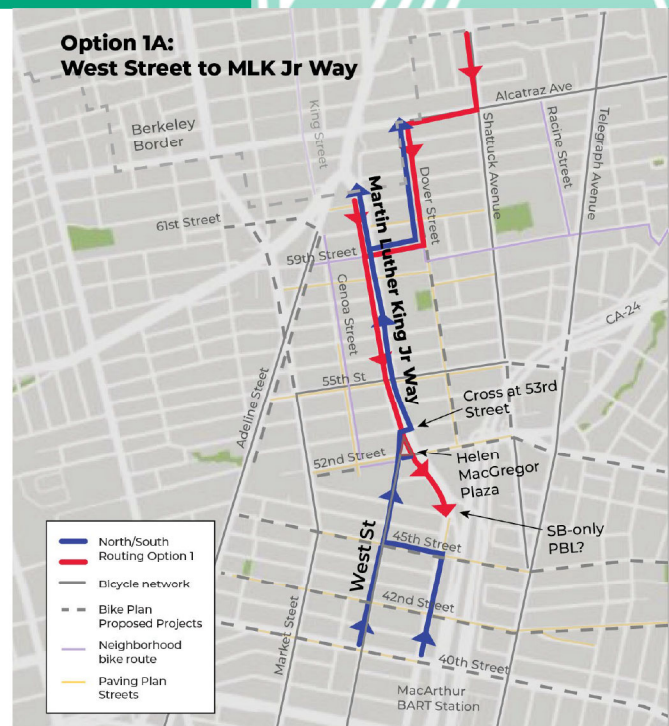 Option 1A:
West Street to MLK Jr Way
Alcatraz Ave
King Street
Berkeley
Border
Shattuck Avenue
Racine Street
Telegraph Avenue
Dover Street
Martin Luther King Jr Way
61st Street
59th Street
Genoa Street
CA-24
55th St
Cross at 53rd
Street
Adeline Steet
52nd Street
Helen
MacGregor
Plaza
SB-only
PBL?
45th Street
West St
42nd Street
Market Street
40th Street
MacArthur
BART Station
North/South
Routing Option 1
Bicycle network
Bike Plan
Proposed Projects
Neighborhood
bike route
Paving Plan
Streets